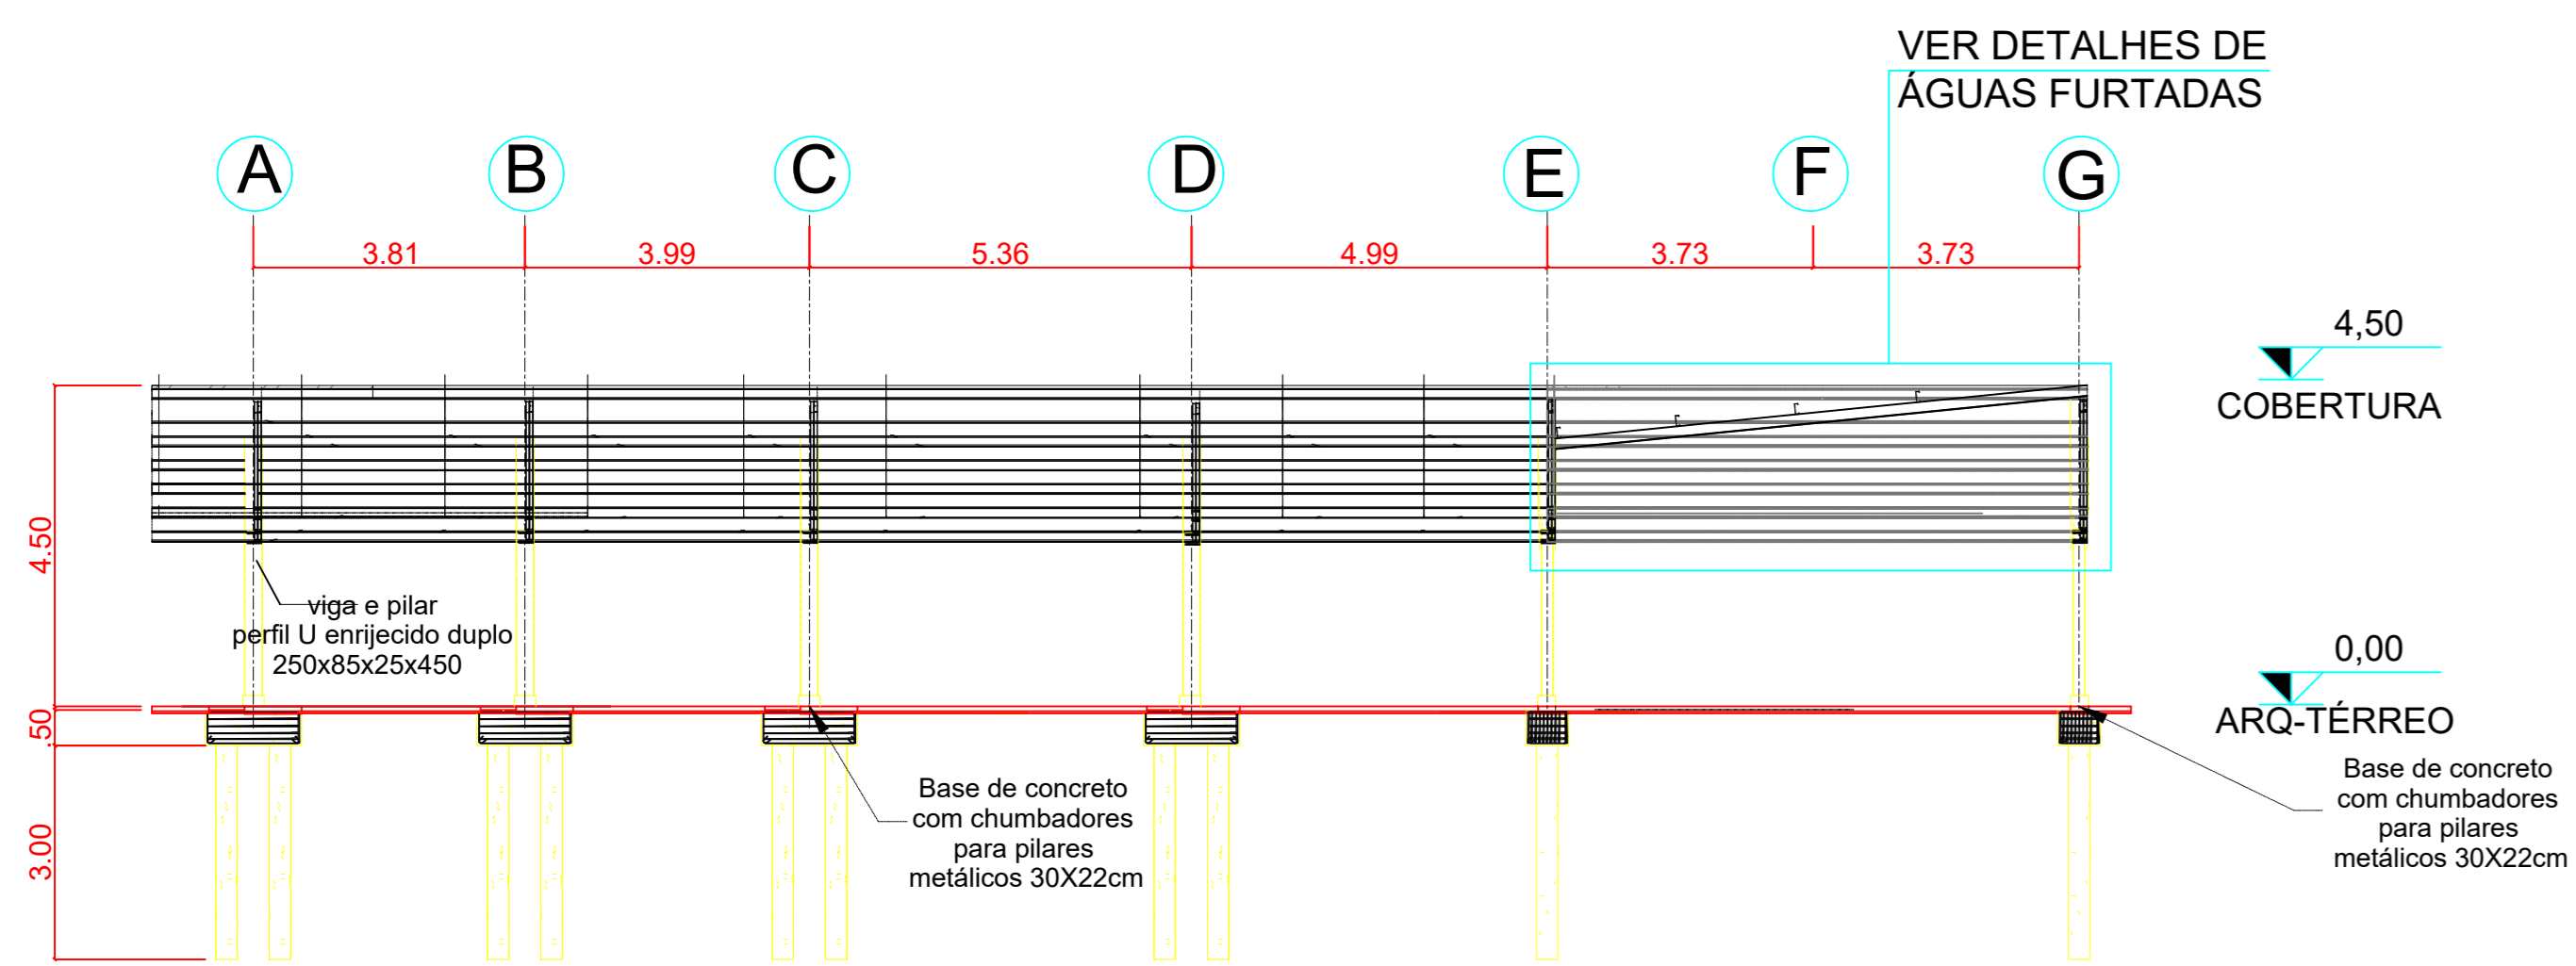 VER DETALHES DE
ÁGUAS FURTADAS
A B C D E F G
3.81 3.99 5.36 4.99 3.73 3.73
4,50
COBERTURA
4.50
viga e pilar
perfil U enrijecido duplo
250x85x25x450
0,00
ARQ-TÉRREO
.50
Base de concreto
com chumbadores
para pilares
metálicos 30X22cm
Base de concreto
com chumbadores
para pilares
metálicos 30X22cm
3.00